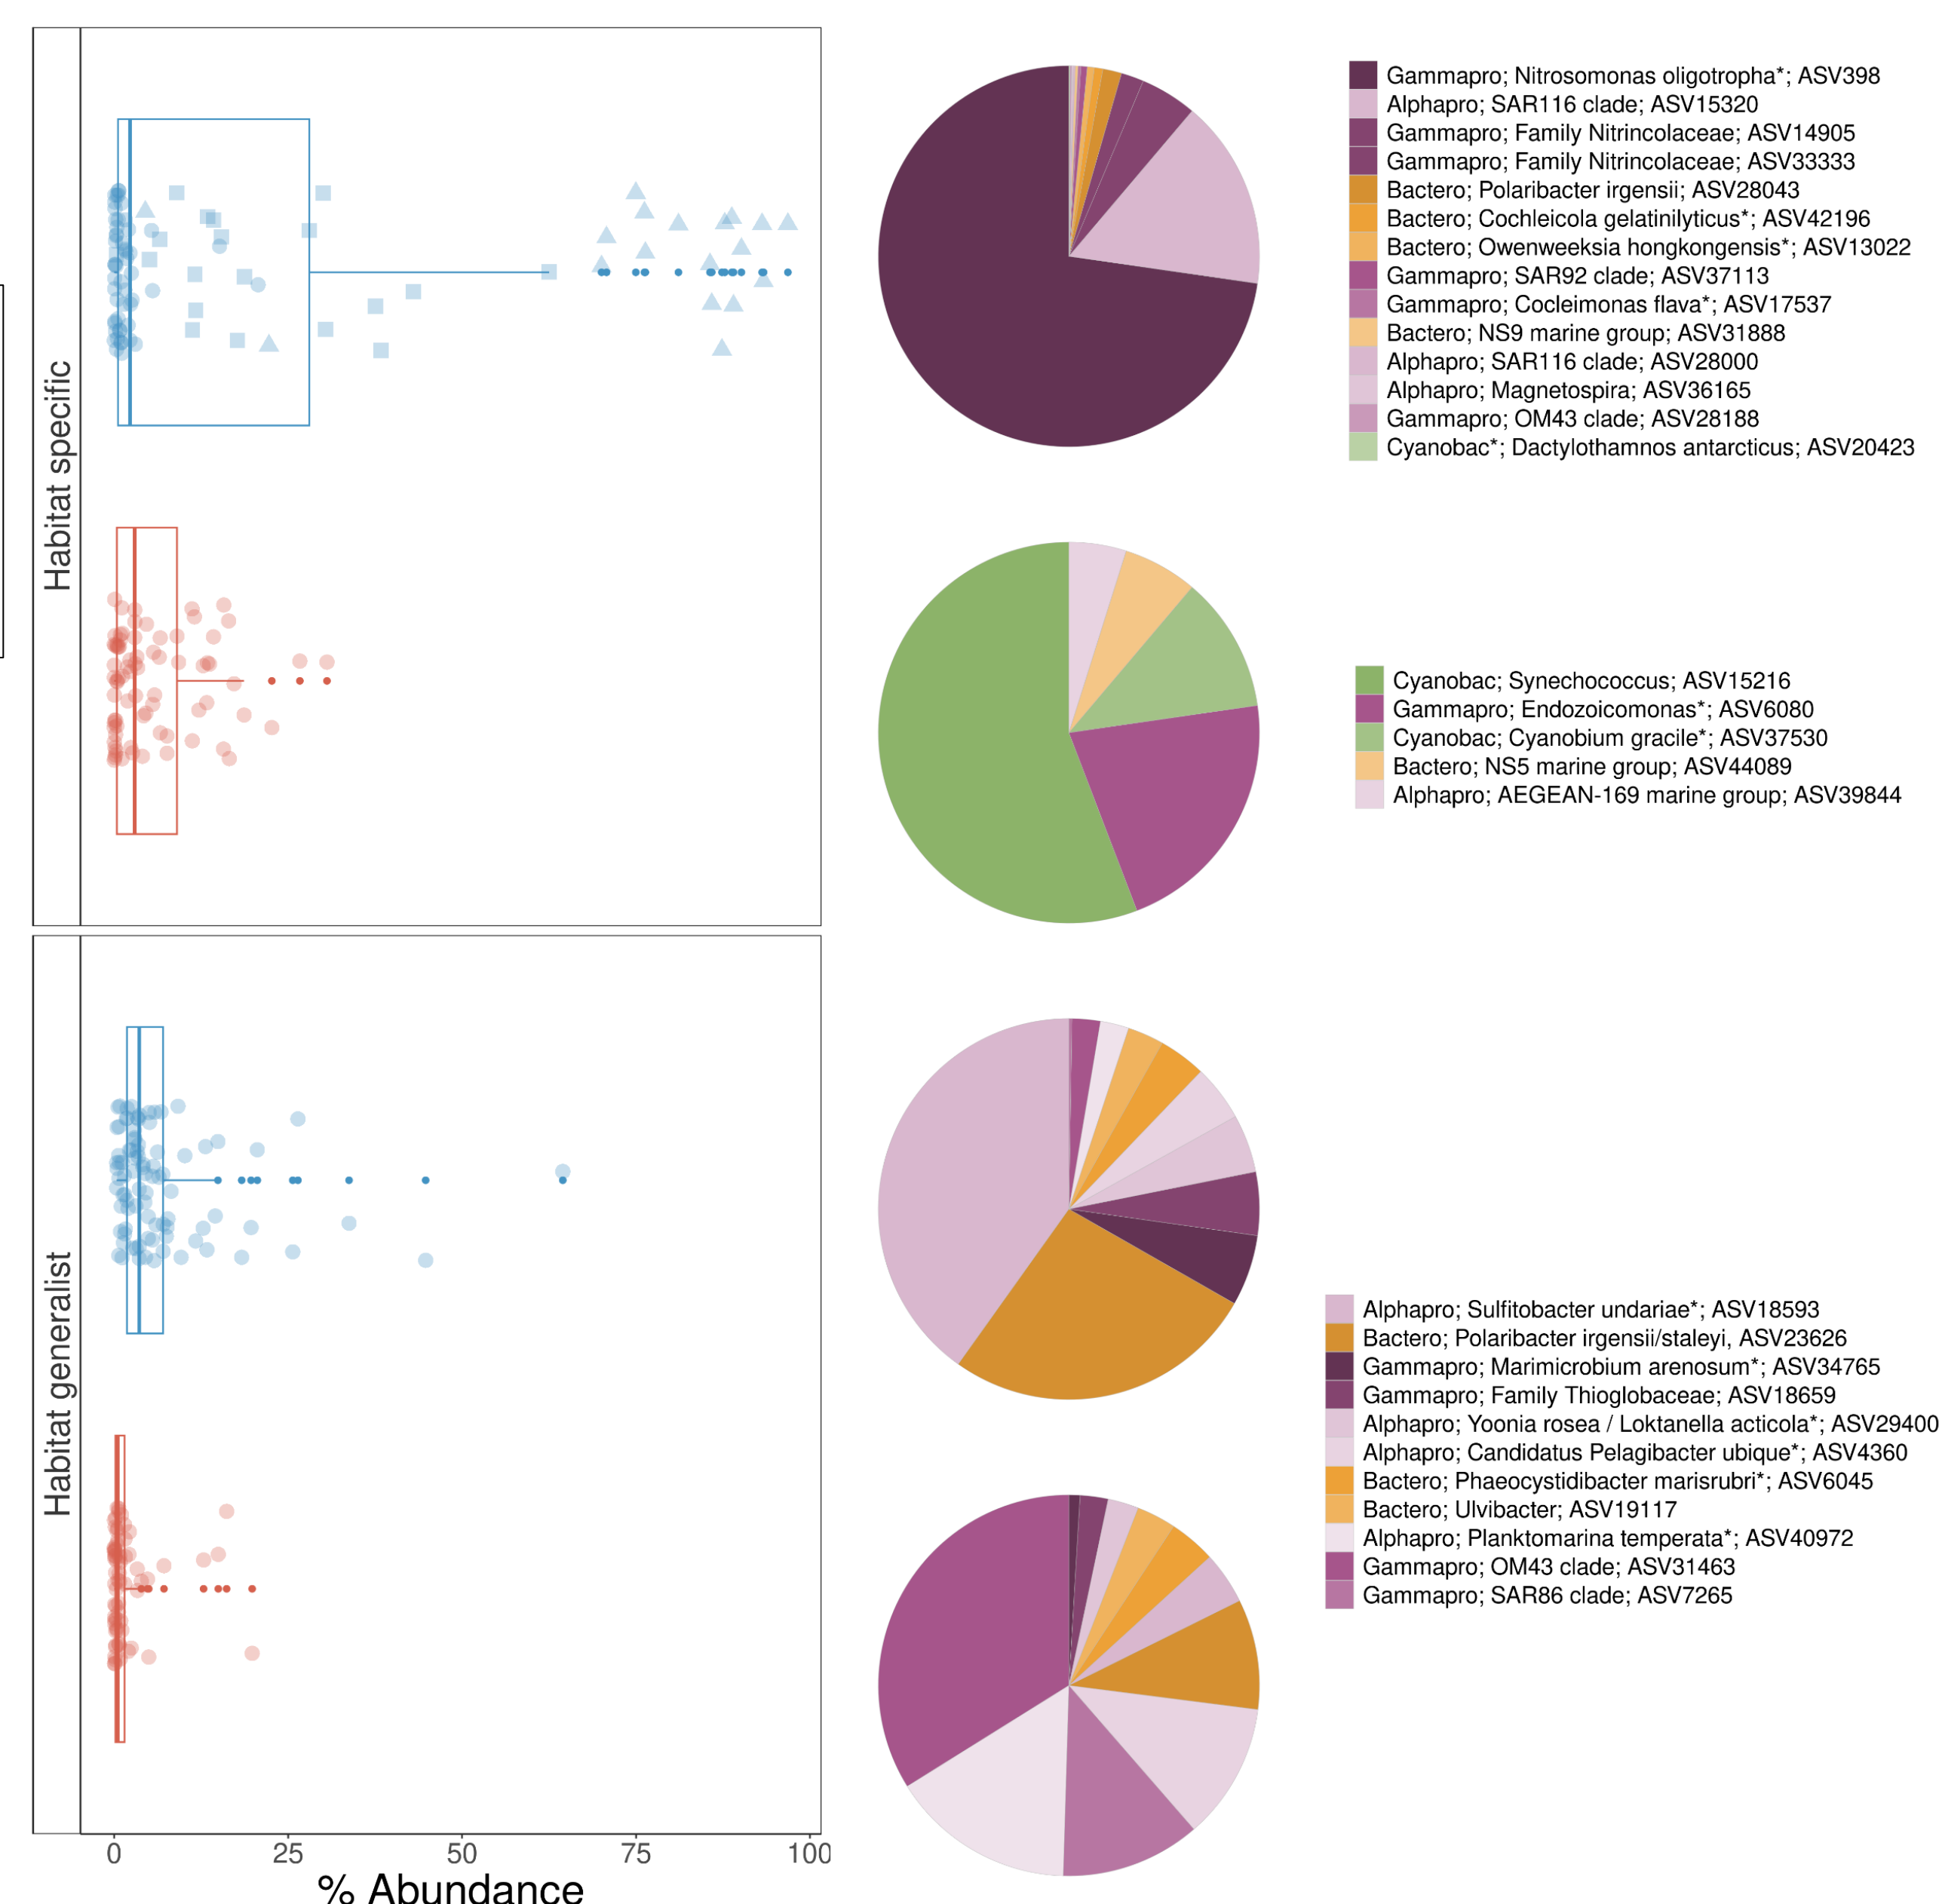 Habitat specific
Gammapro; Nitrosomonas oligotropha*; ASV398
Alphapro; SAR116 clade; ASV15320
Gammapro; Family Nitrincolaceae; ASV14905
Gammapro; Family Nitrincolaceae; ASV33333
Bactero; Polaribacter irgensii; ASV28043
Bactero; Cochleicola gelatinilyticus*; ASV42196
Bactero; Owenweeksia hongkongensis*; ASV13022
Gammapro; SAR92 clade; ASV37113
Gammapro; Cocleimonas flava*; ASV17537
Bactero; NS9 marine group; ASV31888
Alphapro; SAR116 clade; ASV28000
Alphapro; Magnetospira; ASV36165
Gammapro; OM43 clade; ASV28188
Cyanobac*; Dactylothamnos antarcticus; ASV20423
Cyanobac; Synechococcus; ASV15216
Gammapro; Endozoicomonas*; ASV6080
Cyanobac; Cyanobium gracile*; ASV37530
Bactero; NS5 marine group; ASV44089
Alphapro; AEGEAN-169 marine group; ASV39844
Habitat generalist
Alphapro; Sulfitobacter undariae*; ASV18593
Bactero; Polaribacter irgensii/staleyi, ASV23626
Gammapro; Marimicrobium arenosum*; ASV34765
Gammapro; Family Thioglobaceae; ASV18659
Alphapro; Yoonia rosea / Loktanella acticola*; ASV29400
Alphapro; Candidatus Pelagibacter ubique*; ASV4360
Bactero; Phaeocystidibacter marisrubri*; ASV6045
Bactero; Ulvibacter; ASV19117
Alphapro; Planktomarina temperata*; ASV40972
Gammapro; OM43 clade; ASV31463
Gammapro; SAR86 clade; ASV7265
0 25 50 75 100
% Abundance